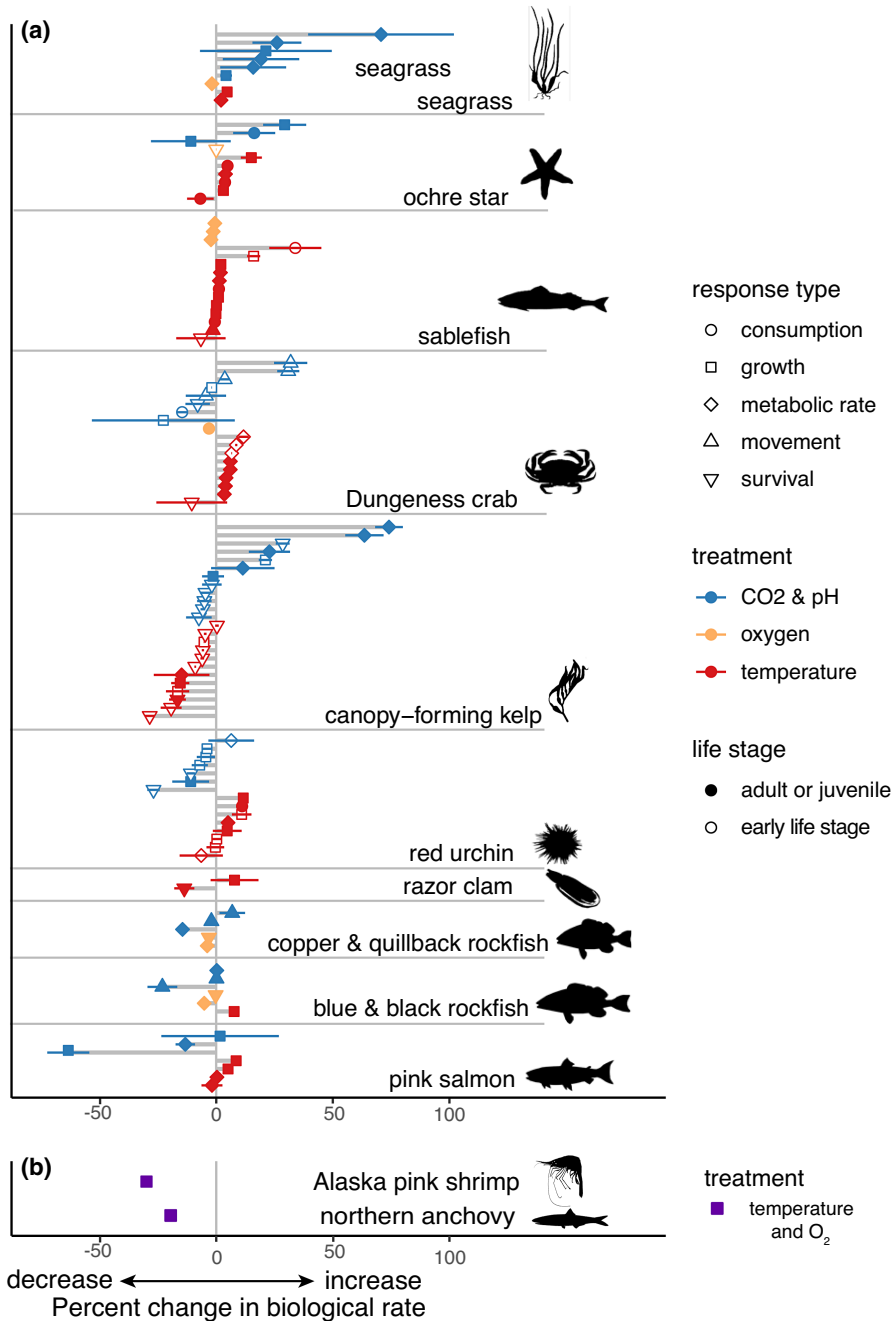 (a)
seagrass
seagrass
ochre star
sablefish
Dungeness crab
canopy–forming kelp
red urchin
razor clam
copper & quillback rockfish
blue & black rockfish
pink salmon
-50 0 50 100
response type
consumption
growth
metabolic rate
movement
survival
treatment
CO2 & pH
oxygen
temperature
life stage
adult or juvenile
early life stage
(b)
Alaska pink shrimp
northern anchovy
-50 0 50 100
decrease increase
Percent change in biological rate
treatment
temperature
and O₂